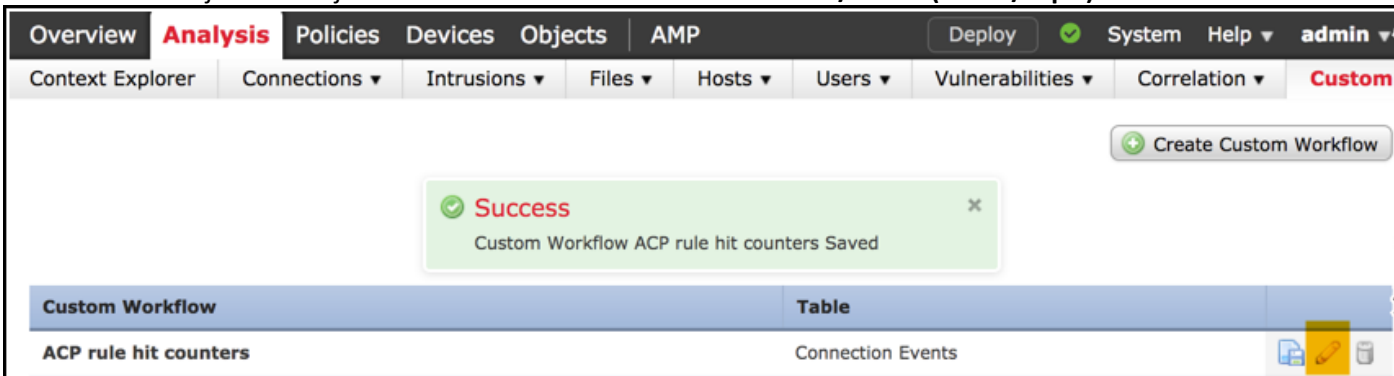 Overview Analysis Policies Devices Objects AMP Deploy System Help admin
Context Explorer Connections Intrusions Files Hosts Users Vulnerabilities Correlation Custom
Create Custom Workflow
Success
Custom Workflow ACP rule hit counters Saved
Custom Workflow Table
ACP rule hit counters Connection Events